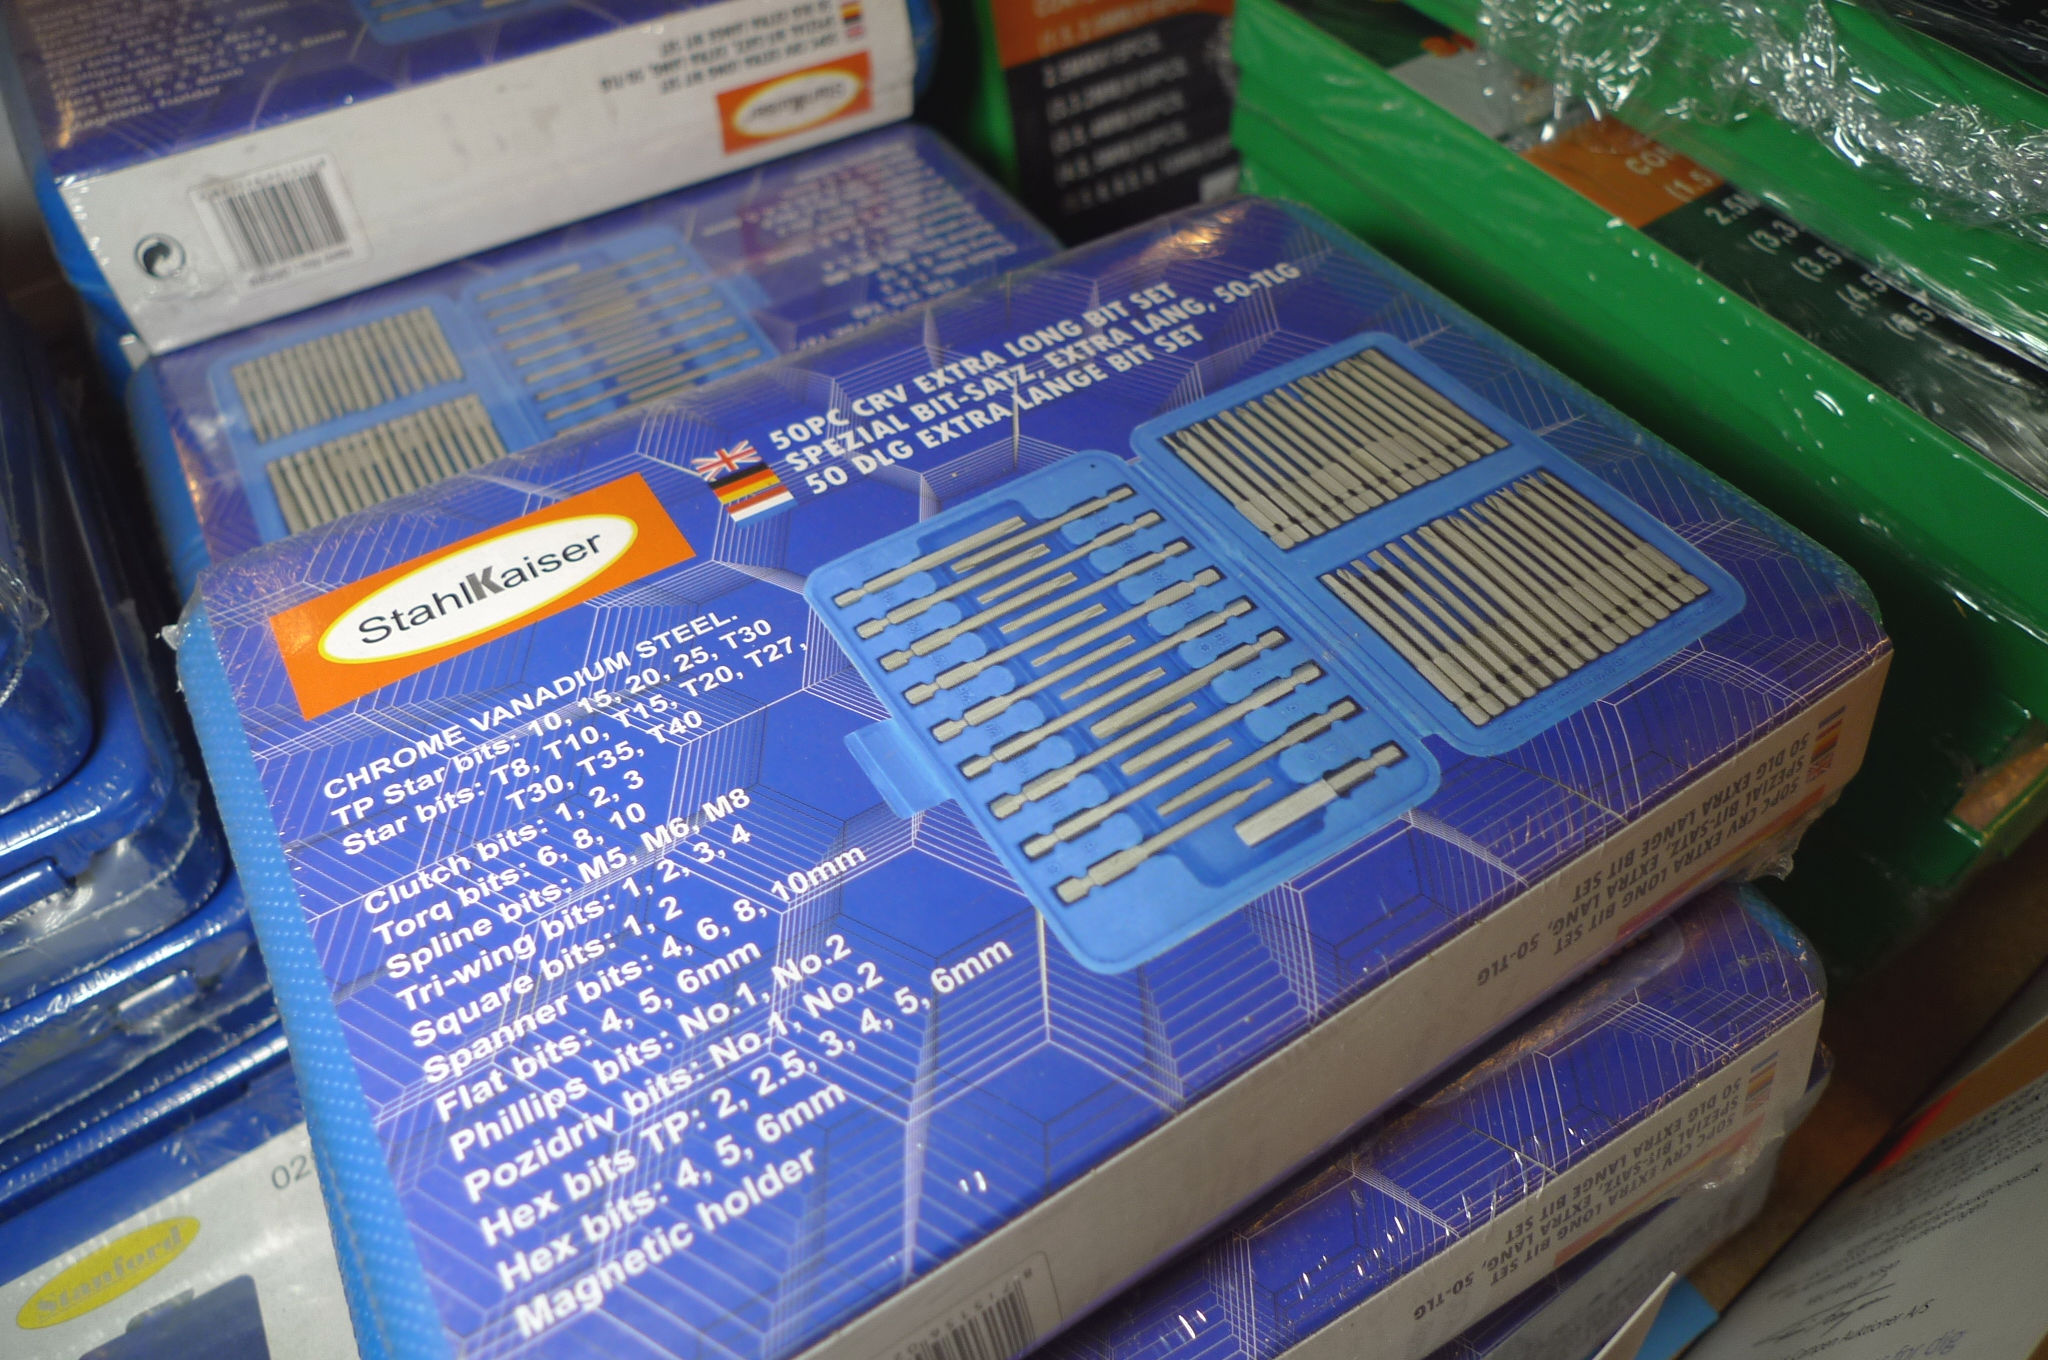 StahlKaiser
50PC CRV EXTRA LONG BIT SET
SPEZIAL BIT-SATZ, EXTRA LANG, 50-TLG
50 DLG EXTRA LANGE BIT SET
CHROME VANADIUM STEEL.
TP Star bits: 10, 15, 20, 25, T30
Star bits: T8, T10, T15, T20, T27,
T30, T35, T40
Clutch bits: 1, 2, 3
Torq bits: 6, 8, 10
Spline bits: M5, M6, M8
Tri-wing bits: 1, 2, 3, 4
Square bits: 1, 2
Spanner bits: 4, 6, 8, 10mm
Flat bits: 4, 5, 6mm
Phillips bits: No.1, No.2
Pozidriv bits: No.1, No.2
Hex bits TP: 2, 2.5, 3, 4, 5, 6mm
Hex bits: 4, 5, 6mm
Magnetic holder
50PC CRV EXTRA LONG BIT SET
SPEZIAL BIT-SATZ, EXTRA LANG, 50-TLG
50 DLG EXTRA LANGE BIT SET
50PC CRV EXTRA LONG BIT SET
SPEZIAL BIT-SATZ, EXTRA LANG, 50-TLG
50 DLG EXTRA LANGE BIT SET
Stanford
02